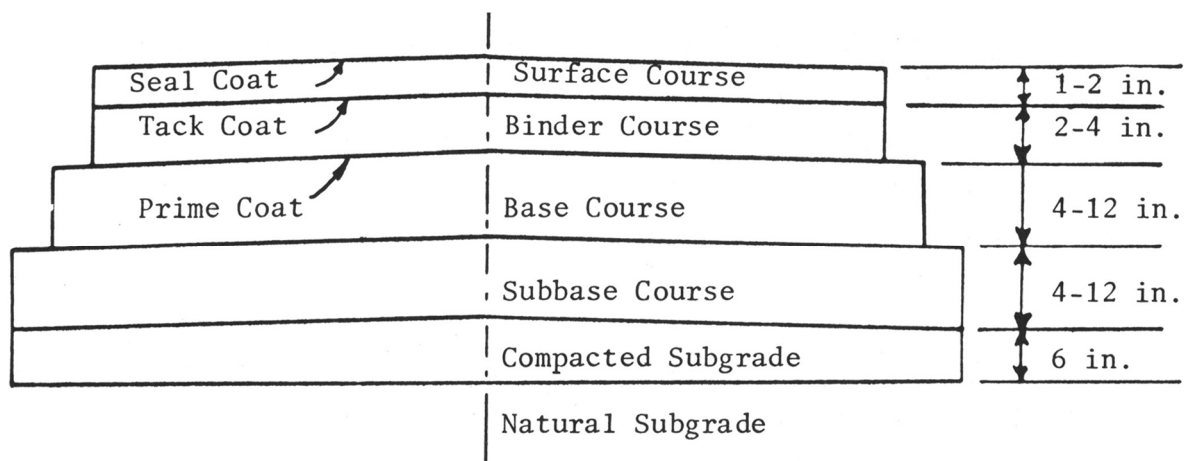 Seal Coat Surface Course 1-2 in.
Tack Coat Binder Course 2-4 in.
Prime Coat Base Course 4-12 in.
Subbase Course 4-12 in.
Compacted Subgrade 6 in.
Natural Subgrade